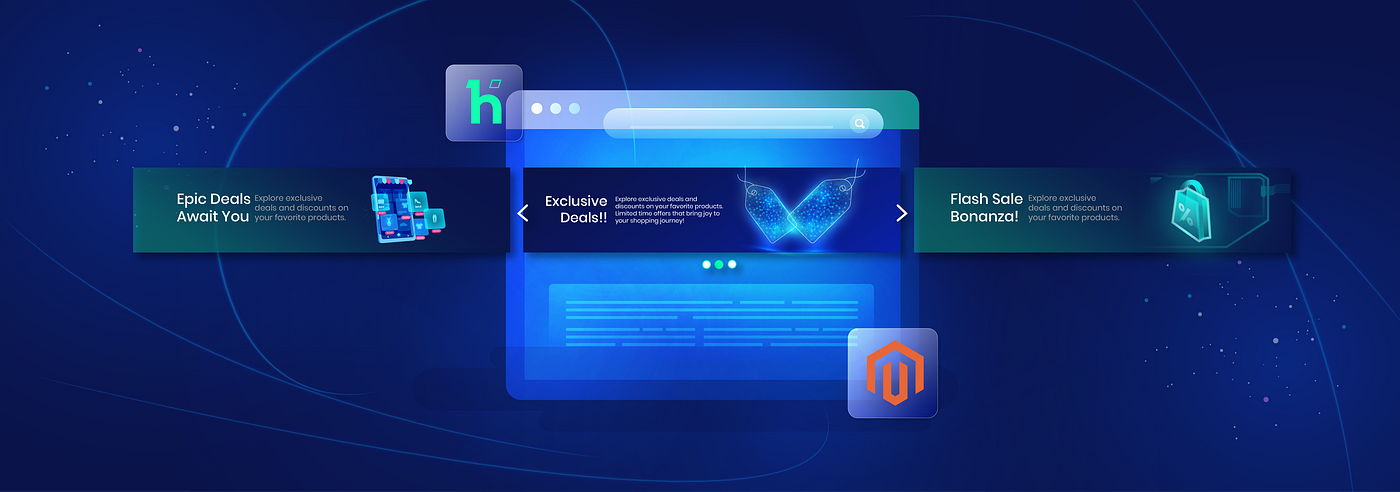 h
Epic Deals
Await You
Explore exclusive
deals and discounts on
your favorite products.
Exclusive
Deals!!
Explore exclusive deals and
discounts on your favorite products.
Limited time offers that bring joy to
your shopping journey!
Flash Sale
Bonanza!
Explore exclusive
deals and discounts on
your favorite products.
%